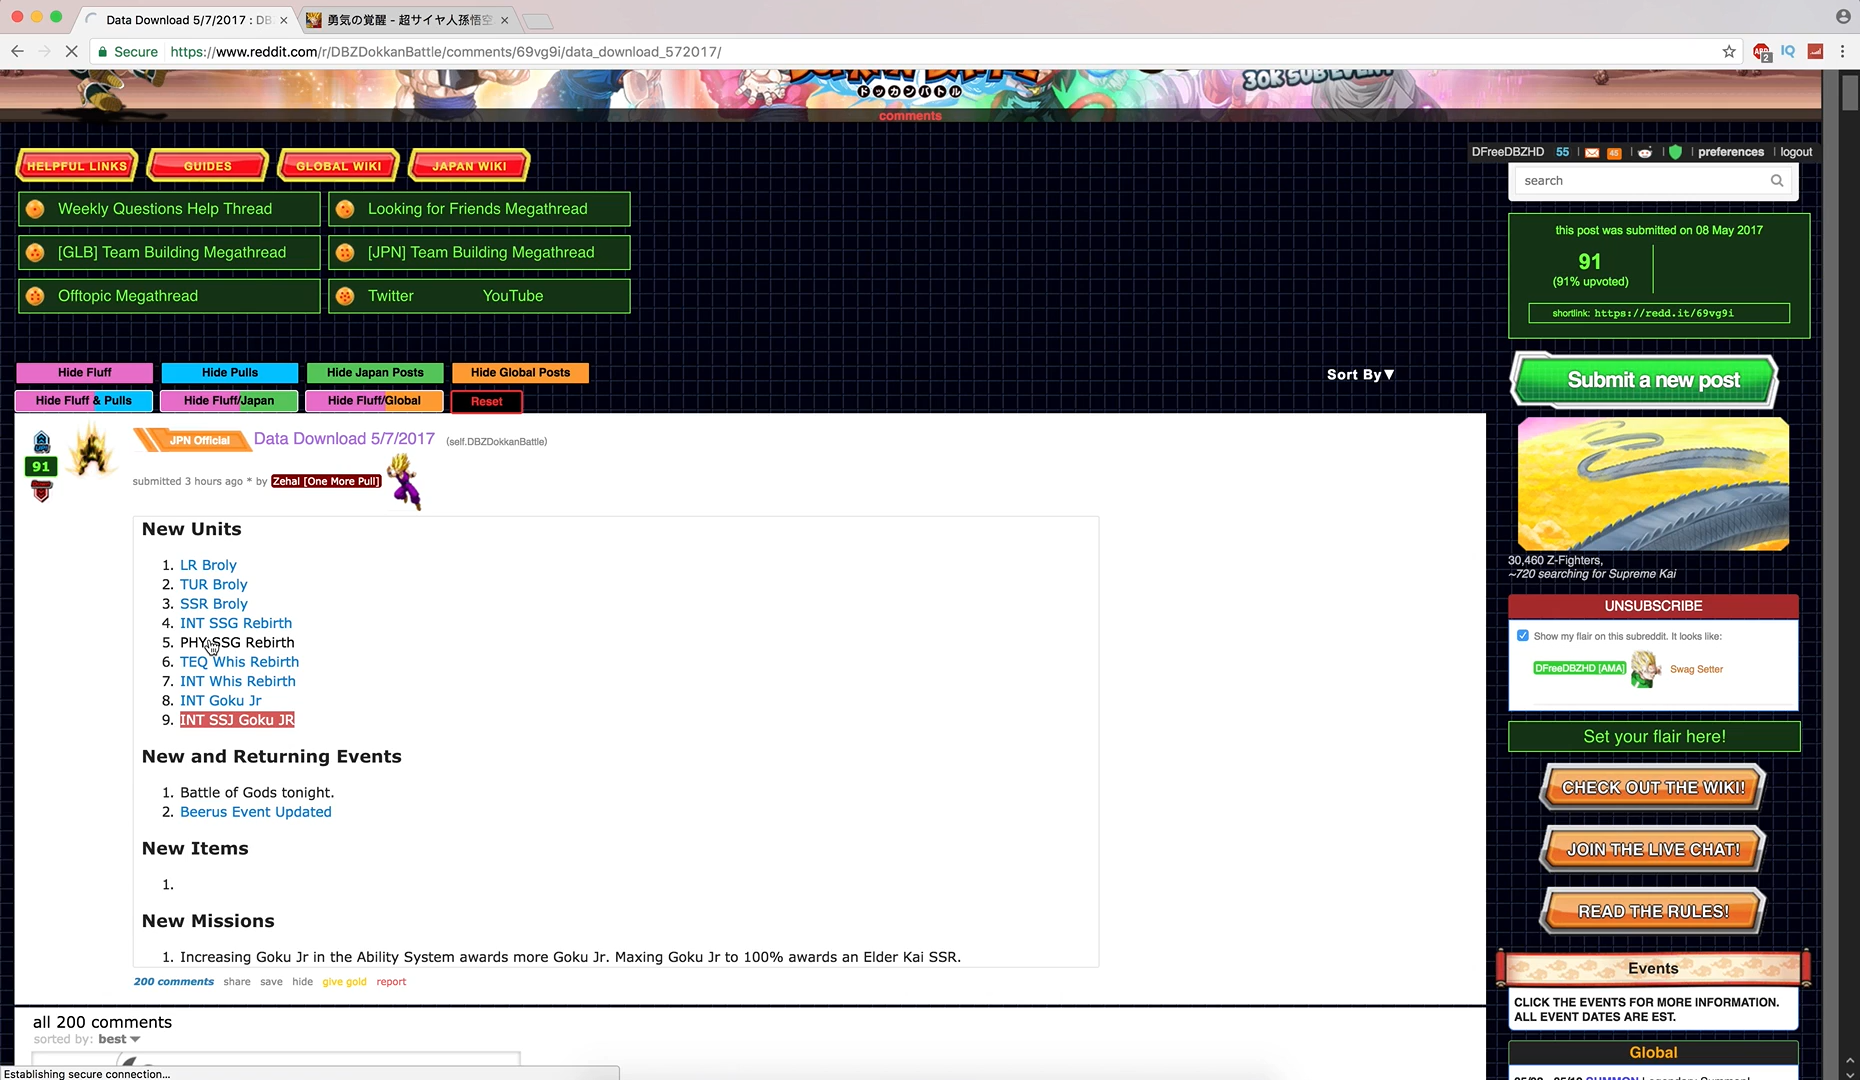 Data Download 5/7/2017 : DB
勇気の覚醒 - 超サイヤ人孫悟空
Secure https://www.reddit.com/r/DBZDokkanBattle/comments/69vg9i/data_download_572017/
2
ドッカンバトル
30K SUB EVENT
comments
HELPFUL LINKS GUIDES GLOBAL WIKI JAPAN WIKI
DFreeDBZHD 55 | 45 | | | preferences | logout
search
Weekly Questions Help Thread
Looking for Friends Megathread
[GLB] Team Building Megathread
[JPN] Team Building Megathread
Offtopic Megathread
Twitter YouTube
this post was submitted on 08 May 2017
91
(91% upvoted)
shortlink: https://redd.it/69vg9i
Hide Fluff Hide Pulls Hide Japan Posts Hide Global Posts
Sort By▼
Hide Fluff & Pulls Hide Fluff/Japan Hide Fluff/Global Reset
Submit a new post
91
JPN Official Data Download 5/7/2017 (self.DBZDokkanBattle)
submitted 3 hours ago * by Zehal [One More Pull]
New Units
1. LR Broly
2. TUR Broly
3. SSR Broly
4. INT SSG Rebirth
5. PHY SSG Rebirth
6. TEQ Whis Rebirth
7. INT Whis Rebirth
8. INT Goku Jr
9. INT SSJ Goku JR
New and Returning Events
1. Battle of Gods tonight.
2. Beerus Event Updated
New Items
1.
New Missions
1. Increasing Goku Jr in the Ability System awards more Goku Jr. Maxing Goku Jr to 100% awards an Elder Kai SSR.
200 comments share save hide give gold report
all 200 comments
sorted by: best
30,460 Z-Fighters,
~720 searching for Supreme Kai
UNSUBSCRIBE
Show my flair on this subreddit. It looks like:
DFreeDBZHD [AMA] Swag Setter
Set your flair here!
CHECK OUT THE WIKI!
JOIN THE LIVE CHAT!
READ THE RULES!
Events
CLICK THE EVENTS FOR MORE INFORMATION.
ALL EVENT DATES ARE EST.
Global
Establishing secure connection...